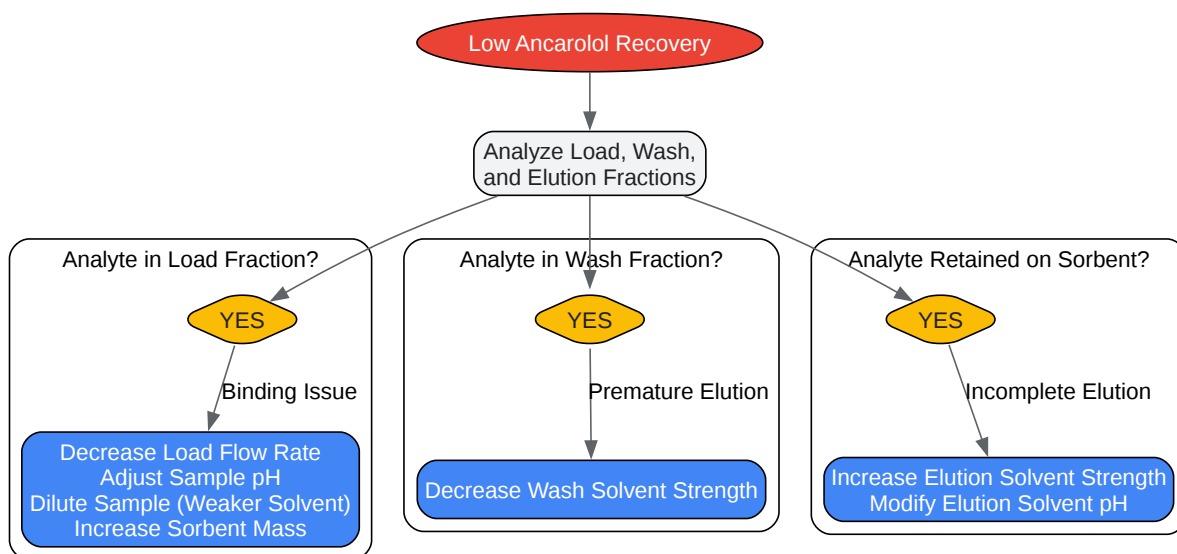 Low Ancarolol Recovery
Analyze Load, Wash,
and Elution Fractions
Analyte in Load Fraction?
YES
Binding Issue
Decrease Load Flow Rate
Adjust Sample pH
Dilute Sample (Weaker Solvent)
Increase Sorbent Mass
Analyte in Wash Fraction?
YES
Premature Elution
Decrease Wash Solvent Strength
Analyte Retained on Sorbent?
YES
Incomplete Elution
Increase Elution Solvent Strength
Modify Elution Solvent pH